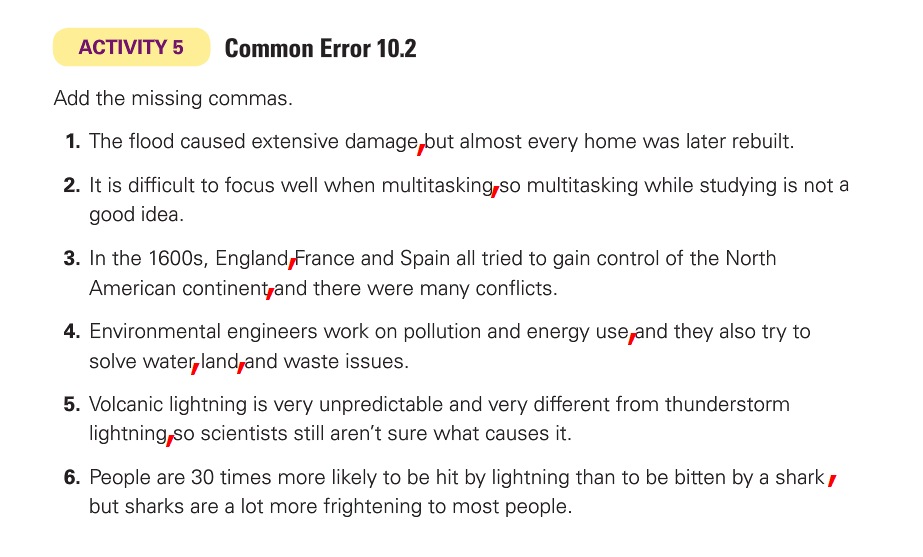 ACTIVITY 5 Common Error 10.2
Add the missing commas.
1. The flood caused extensive damage,but almost every home was later rebuilt.
2. It is difficult to focus well when multitasking,so multitasking while studying is not a
good idea.
3. In the 1600s, England,France and Spain all tried to gain control of the North
American continent,and there were many conflicts.
4. Environmental engineers work on pollution and energy use,and they also try to
solve water,land,and waste issues.
5. Volcanic lightning is very unpredictable and very different from thunderstorm
lightning,so scientists still aren’t sure what causes it.
6. People are 30 times more likely to be hit by lightning than to be bitten by a shark,
but sharks are a lot more frightening to most people.